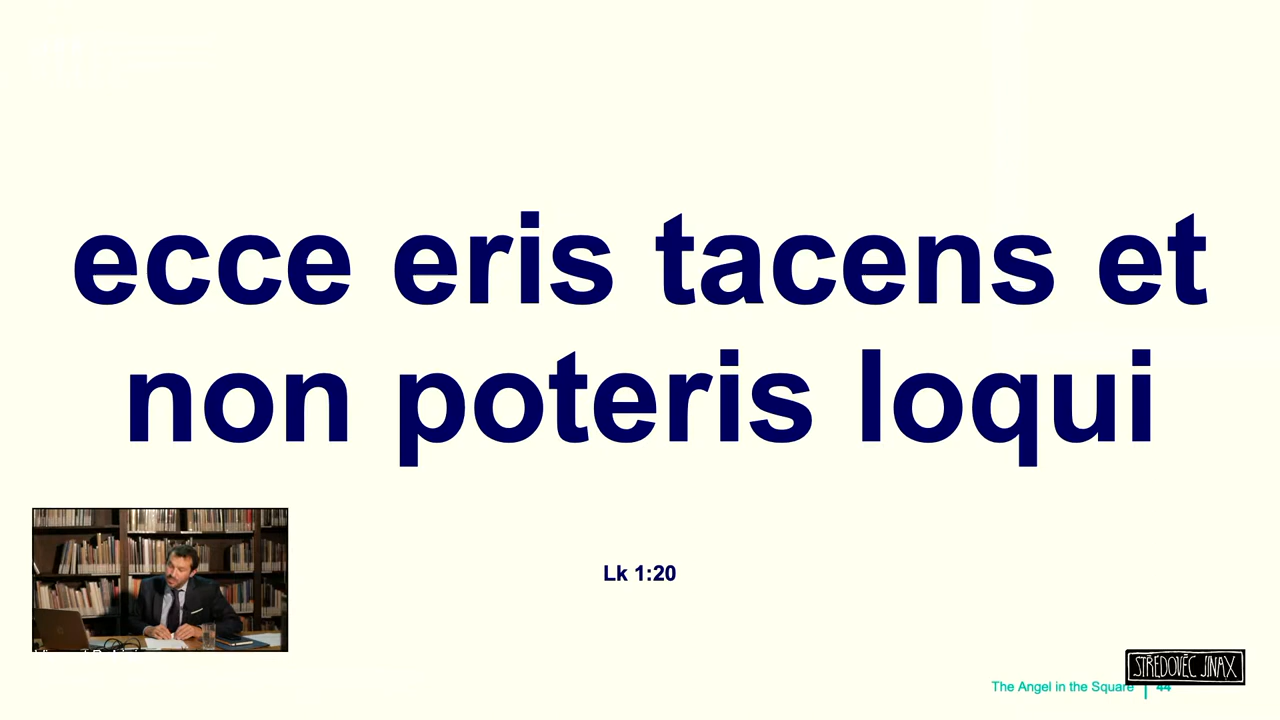 ecce eris tacens et
non poteris loqui
Lk 1:20
The Angel in the Square | 44
STŘEDOVĚC JINAX